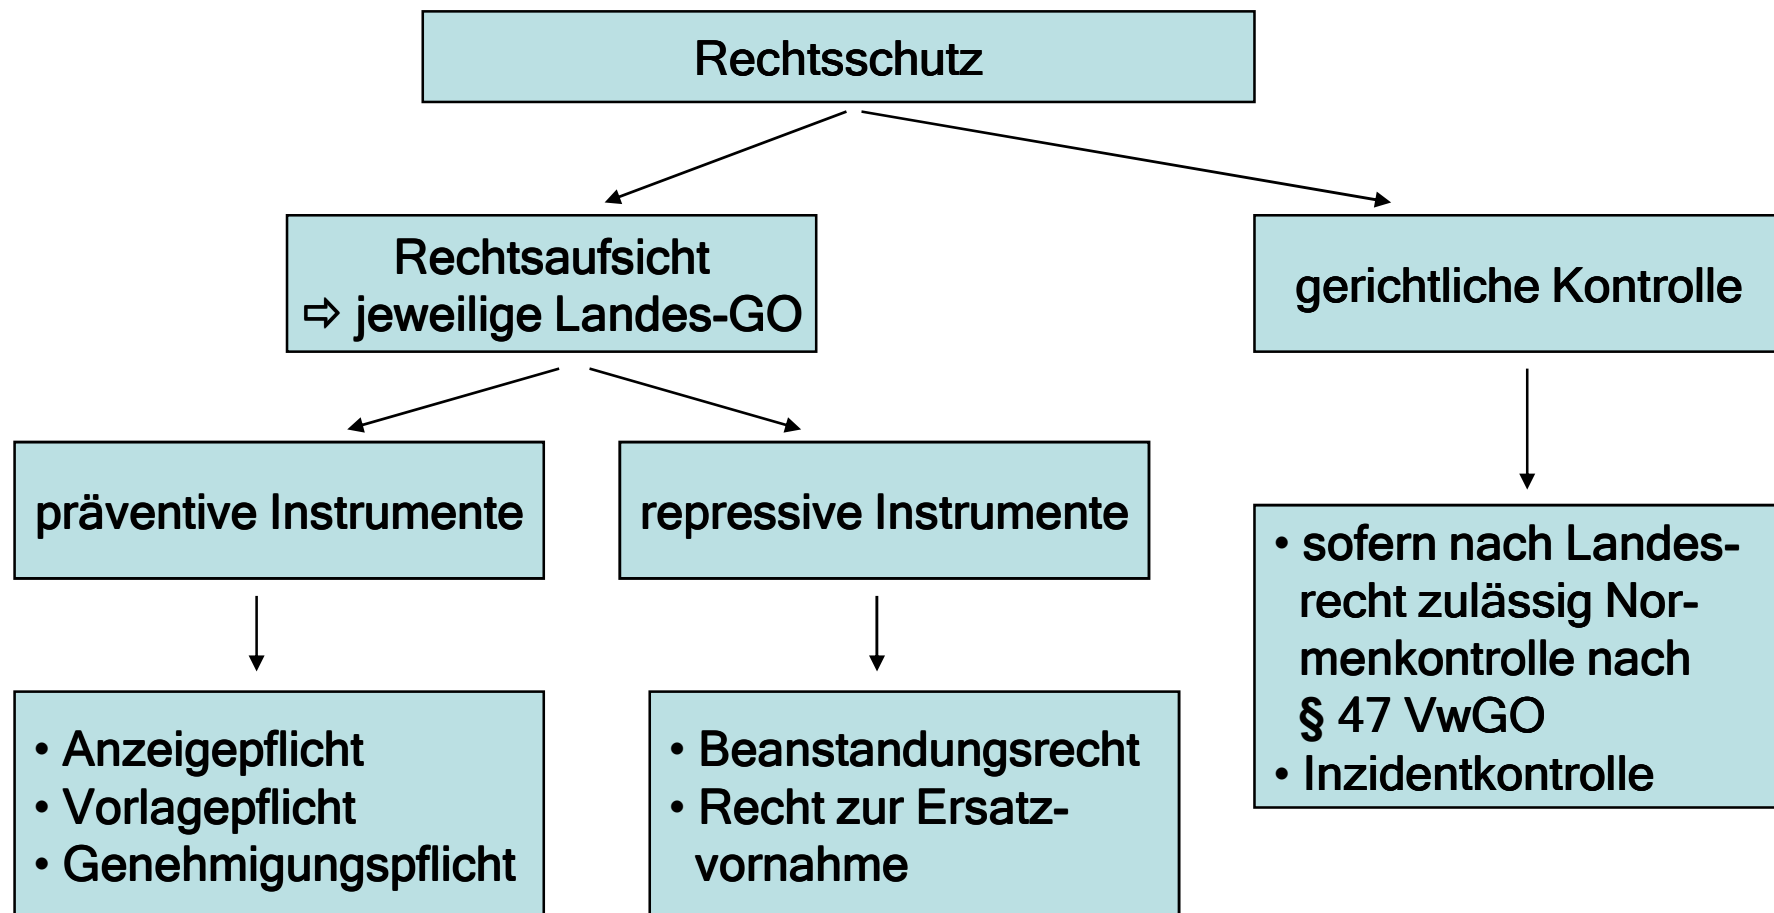 Rechtsschutz
Rechtsaufsicht
⇨ jeweilige Landes-GO
gerichtliche Kontrolle
präventive Instrumente
repressive Instrumente
• sofern nach Landes-
recht zulässig Nor-
menkontrolle nach
§ 47 VwGO
• Inzidentkontrolle
• Anzeigepflicht
• Vorlagepflicht
• Genehmigungspflicht
• Beanstandungsrecht
• Recht zur Ersatz-
vornahme